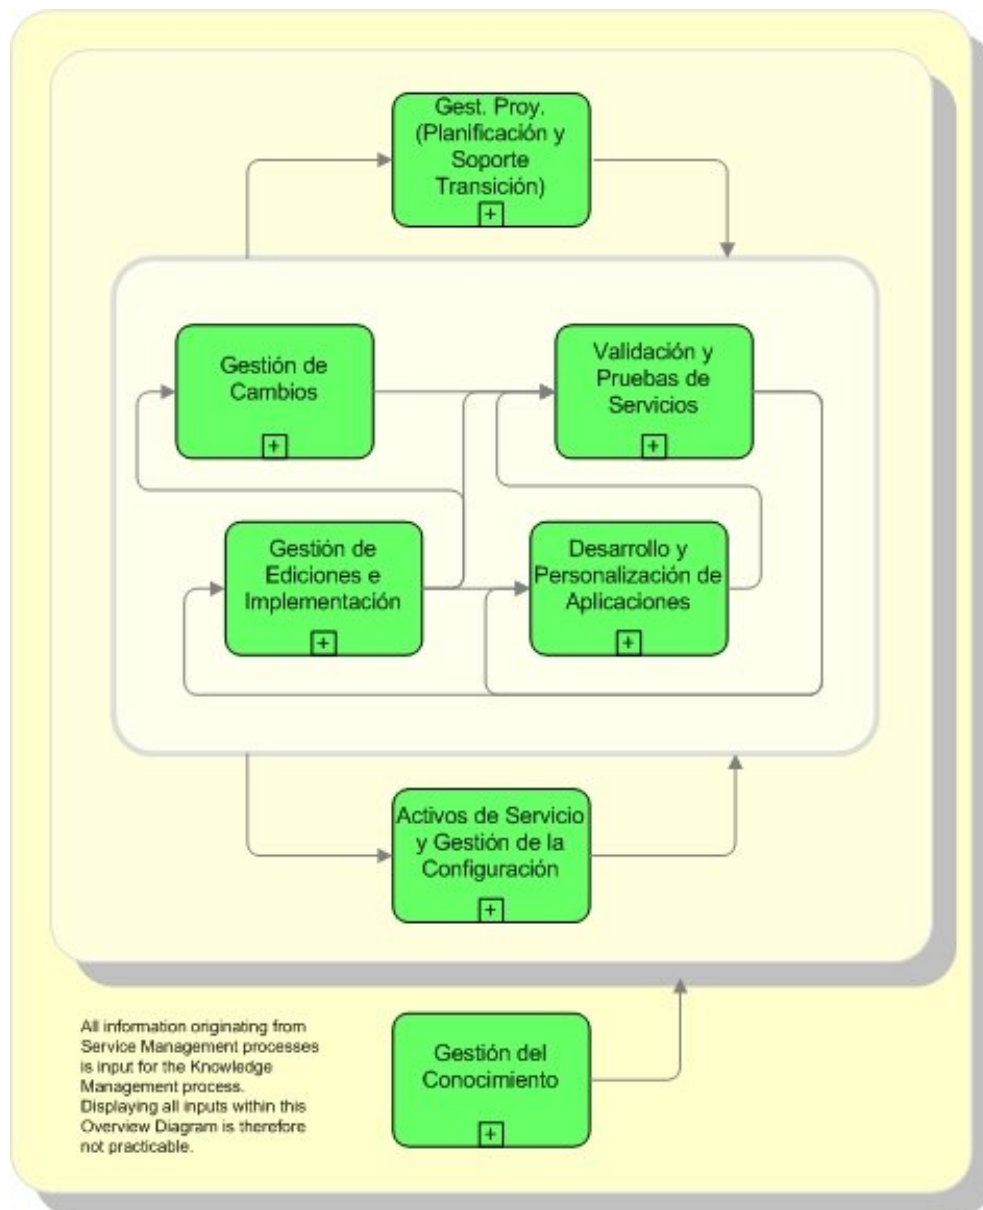 Gest. Proy.
(Planificación y
Soporte
Transición)
Gestión de
Cambios
Validación y
Pruebas de
Servicios
Gestión de
Ediciones e
Implementación
Desarrollo y
Personalización de
Aplicaciones
Activos de Servicio
y Gestión de la
Configuración
All information originating from
Service Management processes
is input for the Knowledge
Management process.
Displaying all inputs within this
Overview Diagram is therefore
not practicable.
Gestión del
Conocimiento